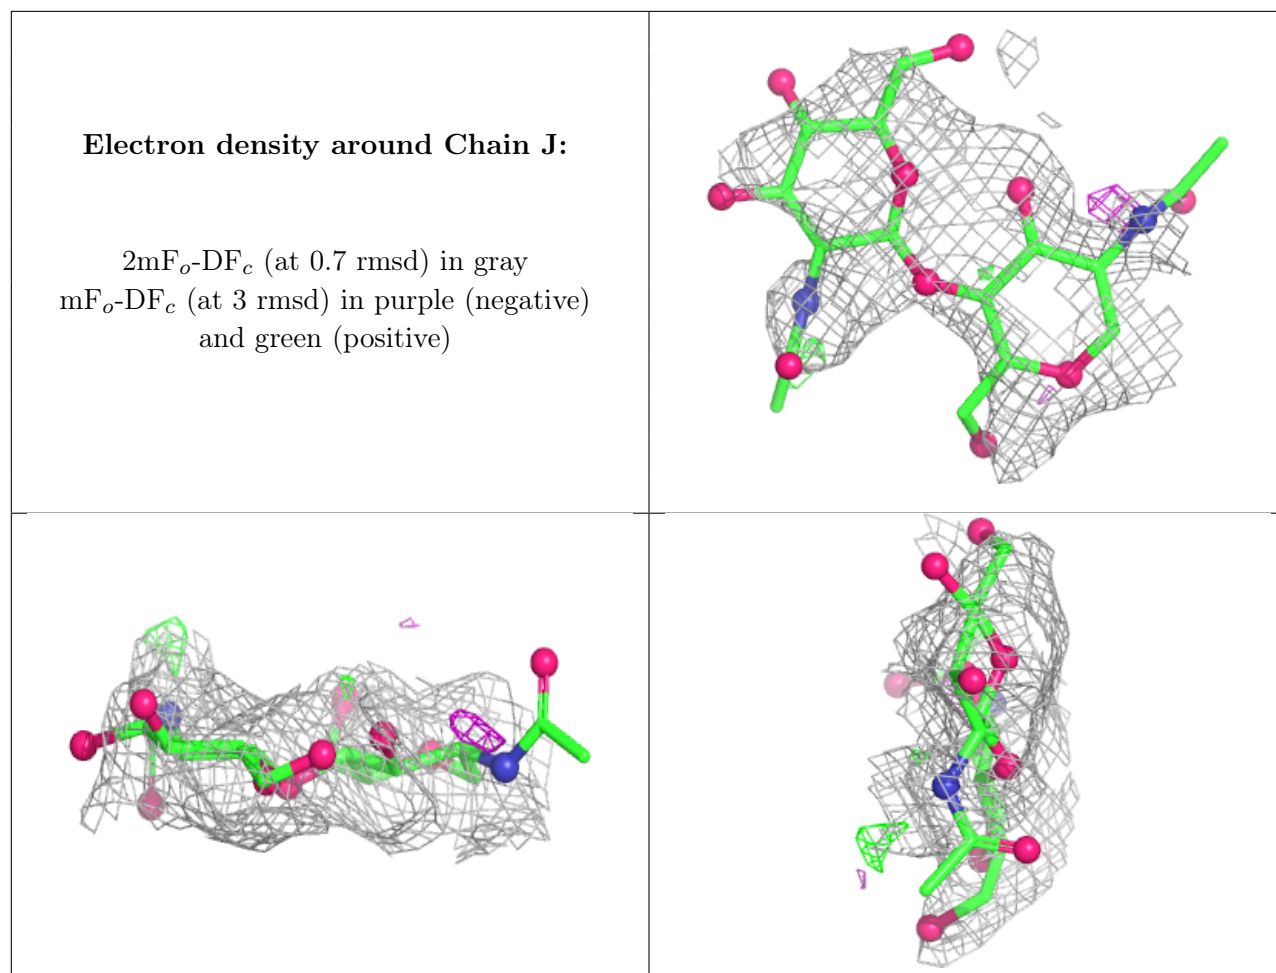 Electron density around Chain J:
2mFo-DFc (at 0.7 rmsd) in gray
mFo-DFc (at 3 rmsd) in purple (negative)
and green (positive)